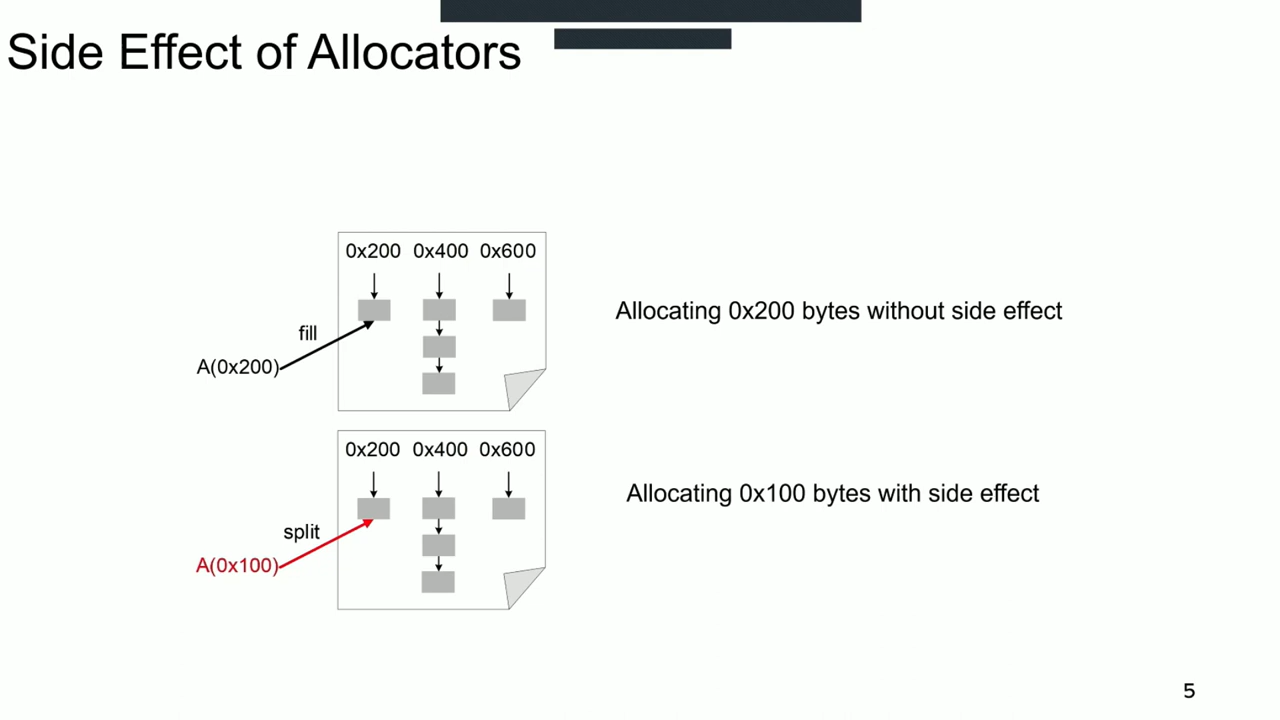 Side Effect of Allocators
0x200 0x400 0x600
fill
A(0x200)
Allocating 0x200 bytes without side effect
0x200 0x400 0x600
split
A(0x100)
Allocating 0x100 bytes with side effect
5